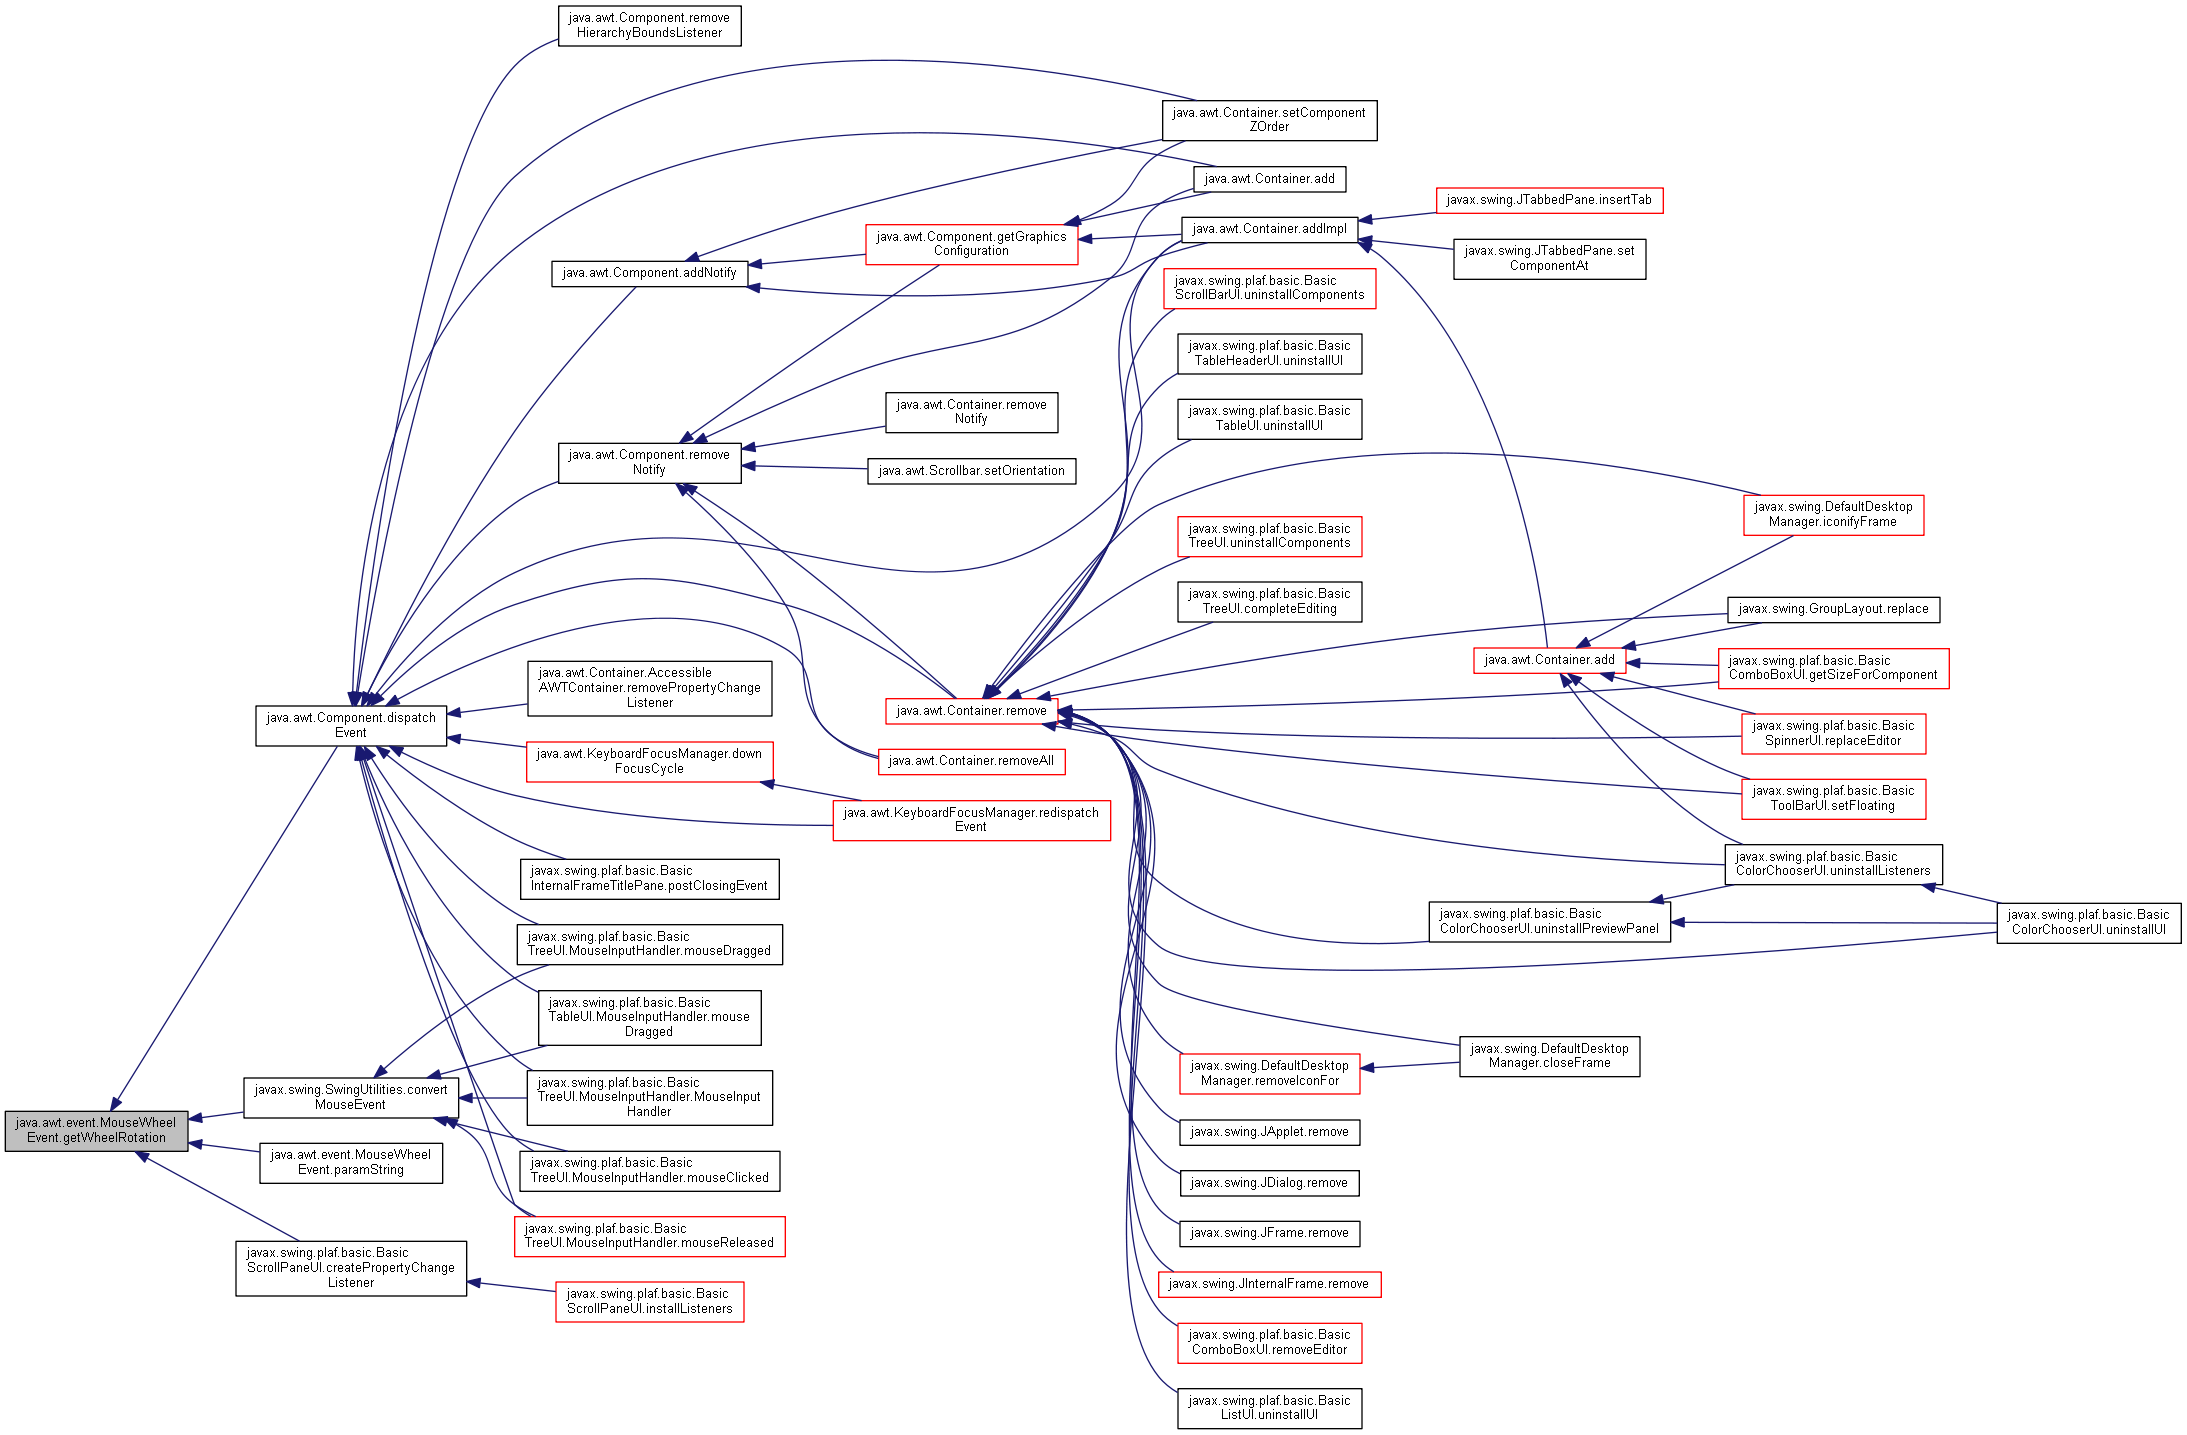 java.awt.Component.remove
HierarchyBoundsListener
java.awt.Container.setComponent
ZOrder
java.awt.Container.add
javax.swing.JTabbedPane.insertTab
java.awt.Container.addImpl
java.awt.Component.getGraphics
Configuration
javax.swing.JTabbedPane.set
ComponentAt
java.awt.Component.addNotify
javax.swing.plaf.basic.Basic
ScrollBarUI.uninstallComponents
javax.swing.plaf.basic.Basic
TableHeaderUI.uninstallUI
java.awt.Container.remove
Notify
javax.swing.plaf.basic.Basic
TableUI.uninstallUI
java.awt.Component.remove
Notify
java.awt.Scrollbar.setOrientation
javax.swing.DefaultDesktop
Manager.iconifyFrame
javax.swing.plaf.basic.Basic
TreeUI.uninstallComponents
javax.swing.plaf.basic.Basic
TreeUI.completeEditing
javax.swing.GroupLayout.replace
java.awt.Container.add
javax.swing.plaf.basic.Basic
ComboBoxUI.getSizeForComponent
java.awt.Container.Accessible
AWTContainer.removePropertyChange
Listener
java.awt.Container.remove
java.awt.Component.dispatch
Event
javax.swing.plaf.basic.Basic
SpinnerUI.replaceEditor
java.awt.KeyboardFocusManager.down
FocusCycle
java.awt.Container.removeAll
javax.swing.plaf.basic.Basic
ToolBarUI.setFloating
java.awt.KeyboardFocusManager.redispatch
Event
javax.swing.plaf.basic.Basic
ColorChooserUI.uninstallListeners
javax.swing.plaf.basic.Basic
InternalFrameTitlePane.postClosingEvent
javax.swing.plaf.basic.Basic
ColorChooserUI.uninstallPreviewPanel
javax.swing.plaf.basic.Basic
ColorChooserUI.uninstallUI
javax.swing.plaf.basic.Basic
TreeUI.MouseInputHandler.mouseDragged
javax.swing.plaf.basic.Basic
TableUI.MouseInputHandler.mouse
Dragged
javax.swing.DefaultDesktop
Manager.closeFrame
javax.swing.DefaultDesktop
Manager.removeIconFor
javax.swing.SwingUtilities.convert
MouseEvent
javax.swing.plaf.basic.Basic
TreeUI.MouseInputHandler.MouseInput
Handler
java.awt.event.MouseWheel
Event.getWheelRotation
javax.swing.JApplet.remove
java.awt.event.MouseWheel
Event.paramString
javax.swing.plaf.basic.Basic
TreeUI.MouseInputHandler.mouseClicked
javax.swing.JDialog.remove
javax.swing.plaf.basic.Basic
TreeUI.MouseInputHandler.mouseReleased
javax.swing.JFrame.remove
javax.swing.plaf.basic.Basic
ScrollPaneUI.createPropertyChange
Listener
javax.swing.JInternalFrame.remove
javax.swing.plaf.basic.Basic
ScrollPaneUI.installListeners
javax.swing.plaf.basic.Basic
ComboBoxUI.removeEditor
javax.swing.plaf.basic.Basic
ListUI.uninstallUI